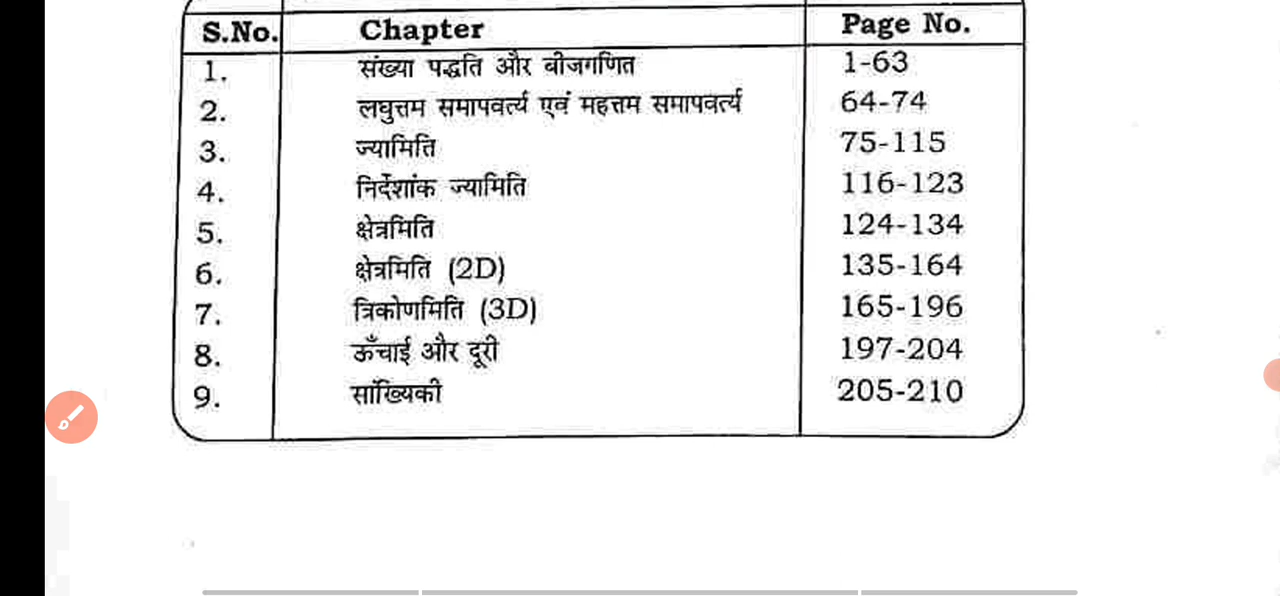 S.No. Chapter Page No.
1. संख्या पद्धति और बीजगणित 1-63
2. लघुत्तम समापवर्त्य एवं महत्तम समापवर्त्य 64-74
3. ज्यामिति 75-115
4. निर्देशांक ज्यामिति 116-123
5. क्षेत्रमिति 124-134
6. क्षेत्रमिति (2D) 135-164
7. त्रिकोणमिति (3D) 165-196
8. ऊँचाई और दूरी 197-204
9. सांख्यिकी 205-210